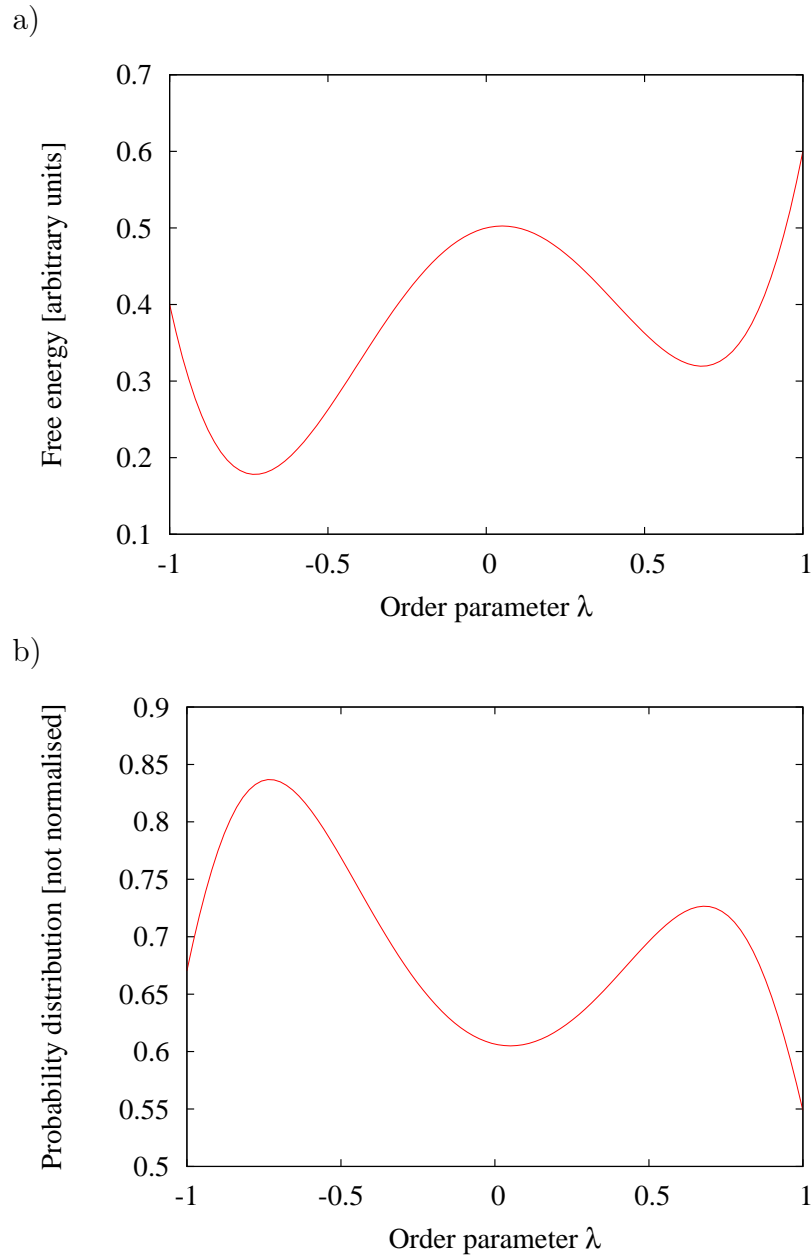 a)
Free energy [arbitrary units]
0.7
0.6
0.5
0.4
0.3
0.2
0.1
-1 -0.5 0 0.5 1
Order parameter λ
b)
Probability distribution [not normalised]
0.9
0.85
0.8
0.75
0.7
0.65
0.6
0.55
0.5
-1 -0.5 0 0.5 1
Order parameter λ